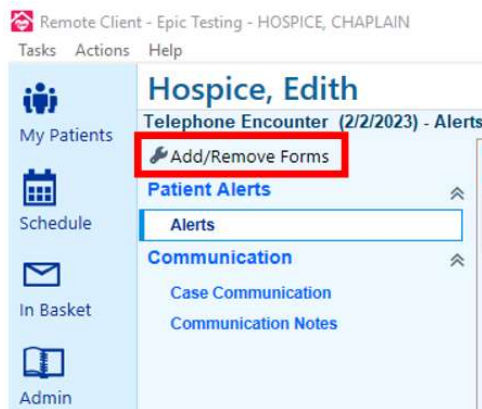 Remote Client - Epic Testing - HOSPICE, CHAPLAIN
Tasks Actions Help
My Patients
Schedule
In Basket
Admin
Hospice, Edith
Telephone Encounter (2/2/2023) - Alerts
Add/Remove Forms
Patient Alerts
Alerts
Communication
Case Communication
Communication Notes